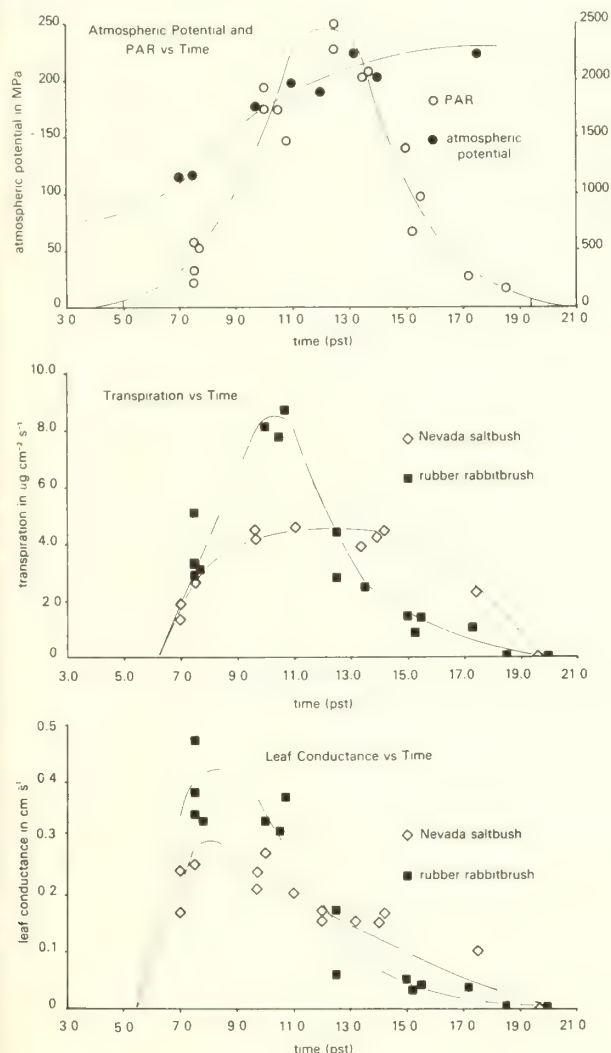 Atmospheric Potential and
PAR vs Time
250
200
150
100
50
0
2500
2000
1500
1000
500
0
PAR
atmospheric
potential
atmospheric potential in MPa
3 0 5 0 7 0 9 0 11 0 13 0 15 0 17 0 19 0 21 0
time (pst)
Transpiration vs Time
10.0
8 0
6 0
4 0
2 0
0
Nevada saltbush
rubber rabbitbrush
transpiration in ug cm⁻² s⁻¹
3.0 5.0 7 0 9 0 11.0 13.0 15.0 17.0 19.0 21 0
time (pst)
Leaf Conductance vs Time
0.5
0 4
0.3
0.2
0.1
0
Nevada saltbush
rubber rabbitbrush
leaf conductance in cm s¹
3 0 5.0 7.0 9 0 11.0 13 0 15 0 17 0 19 0 21 0
time (pst)